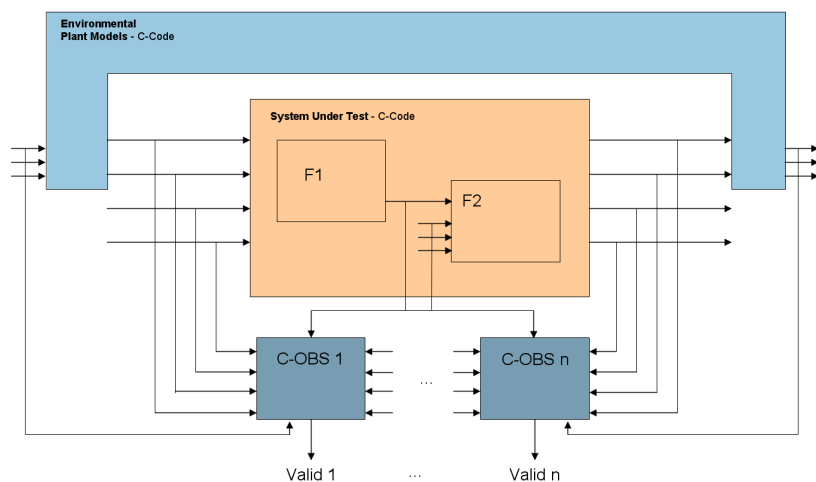 Environmental
Plant Models - C-Code
System Under Test - C-Code
F1
F2
C-OBS 1
...
C-OBS n
Valid 1
...
Valid n